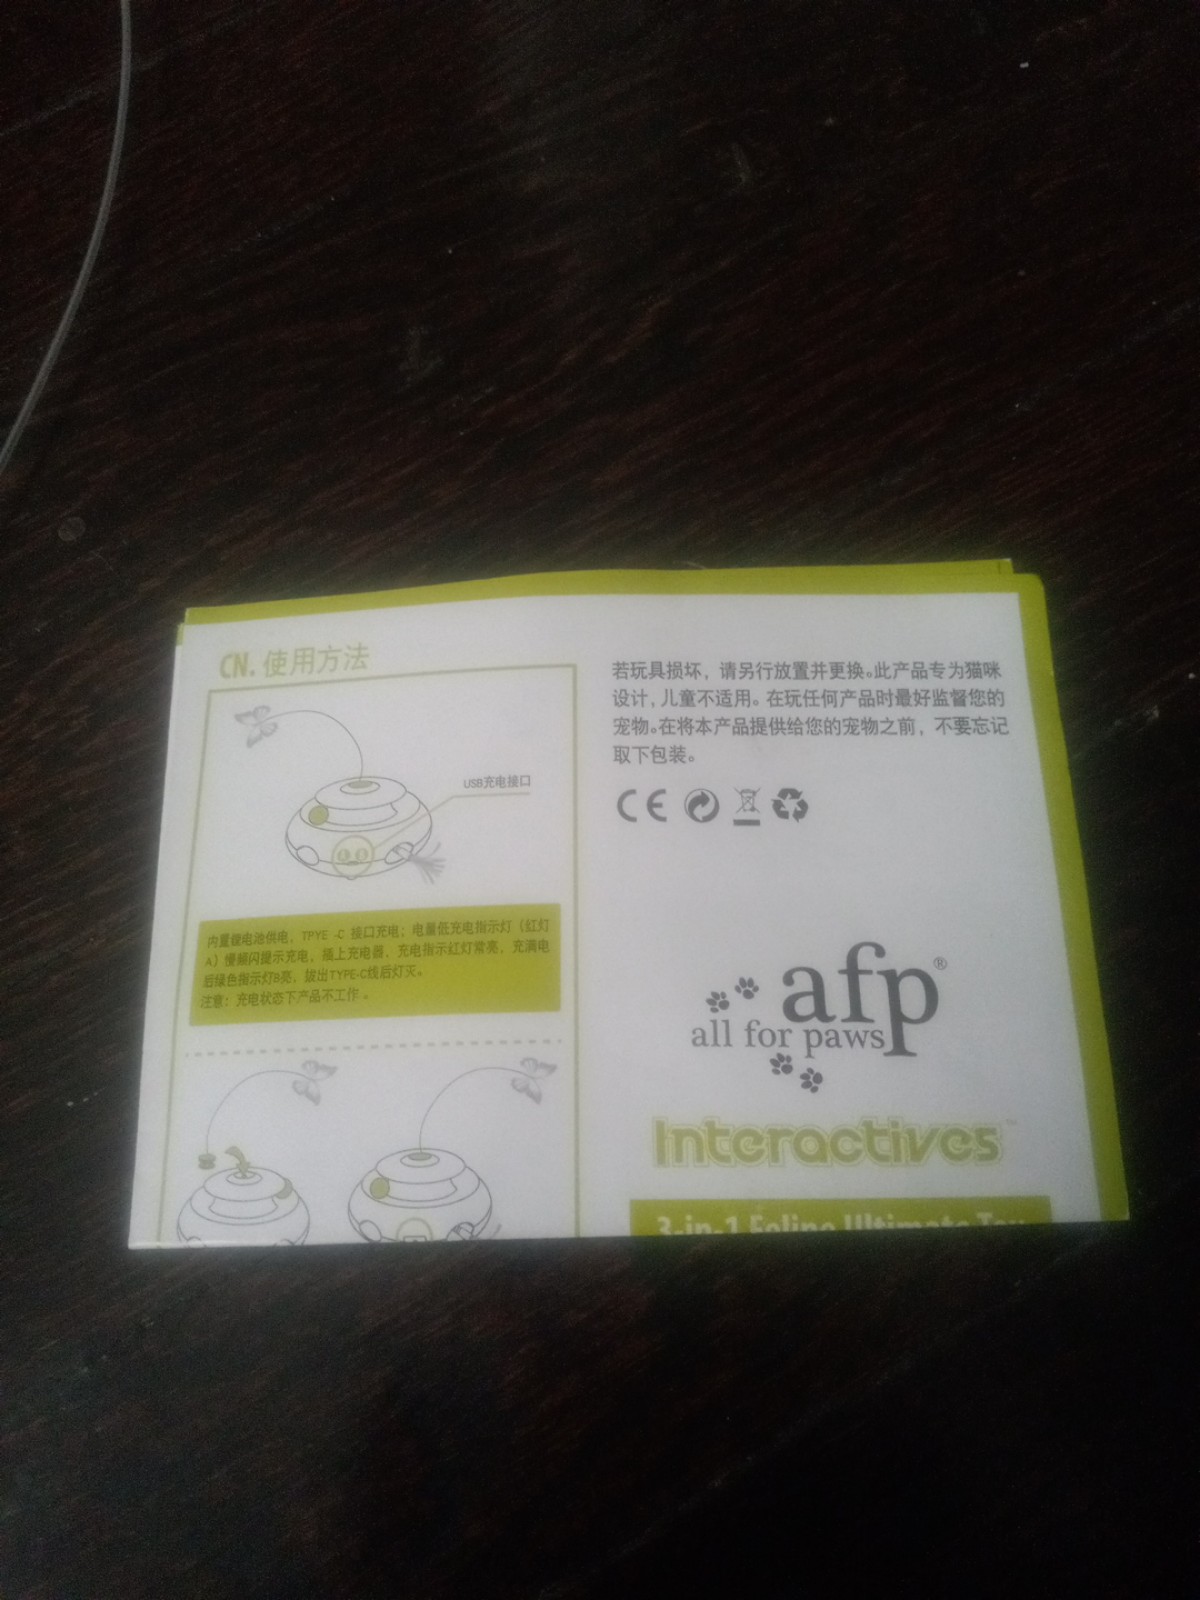 CN. 使用方法
USB充电接口
内置锂电池供电，TPYE -C 接口充电：电量低充电指示灯（红灯
A）慢频闪提示充电，插上充电器，充电指示红灯常亮，充满电
后绿色指示灯B亮，拔出TYPE-C线后灯灭。
注意：充电状态下产品不工作 。
若玩具损坏，请另行放置并更换。此产品专为猫咪
设计，儿童不适用。在玩任何产品时最好监督您的
宠物。在将本产品提供给您的宠物之前，不要忘记
取下包装。
CE
afp®
all for paws
Interactives™
3-in-1 Feline Ultimate Toy